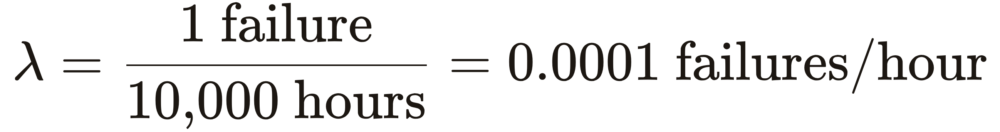 λ = 1 failure / 10,000 hours = 0.0001 failures/hour